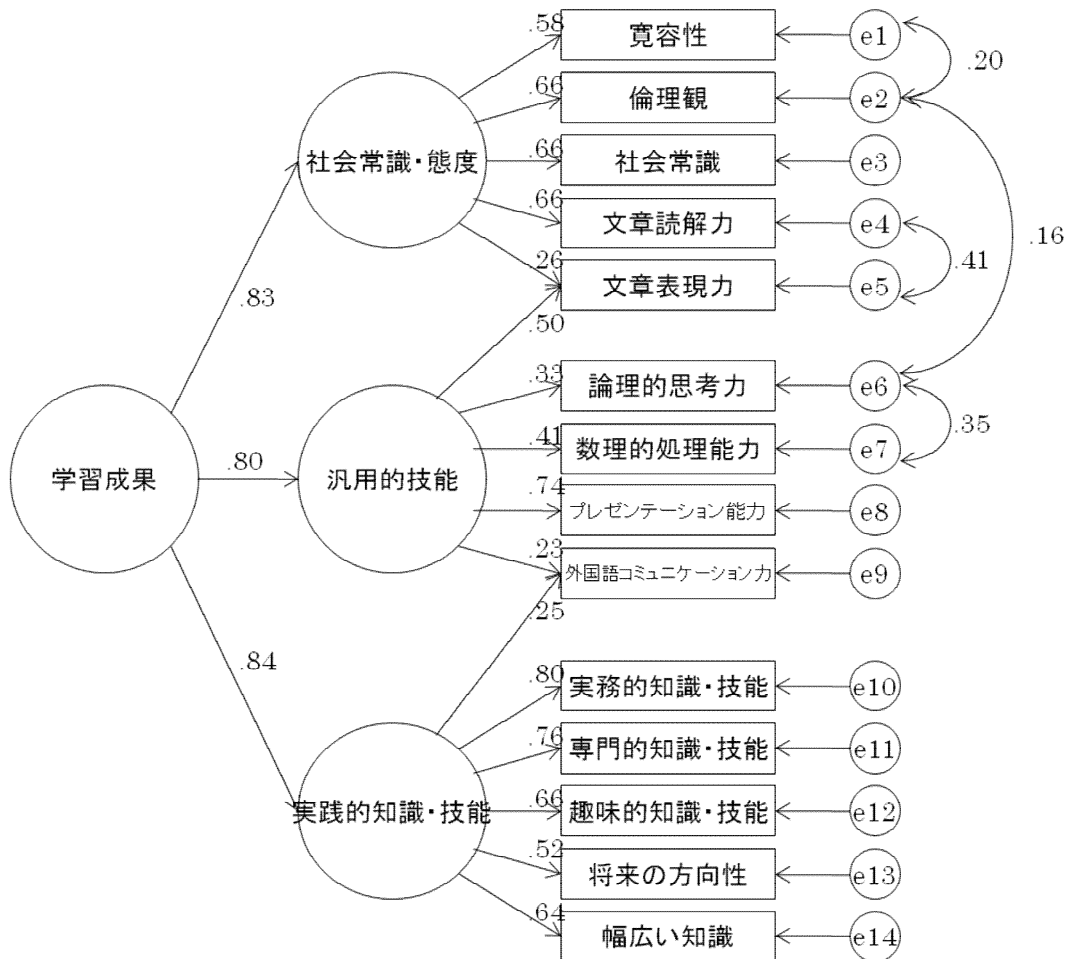 .58
寛容性
e1
.20
.66
倫理観
e2
社会常識・態度
.66
社会常識
e3
.66
文章読解力
e4
.16
.41
.26
文章表現力
e5
.83
.50
.33
論理的思考力
e6
.35
.41
数理的処理能力
e7
学習成果
.80
汎用的技能
.74
プレゼンテーション能力
e8
.23
外国語コミュニケーション力
e9
.25
.84
.80
実務的知識・技能
e10
.76
専門的知識・技能
e11
実践的知識・技能
.66
趣味的知識・技能
e12
.52
将来の方向性
e13
.64
幅広い知識
e14